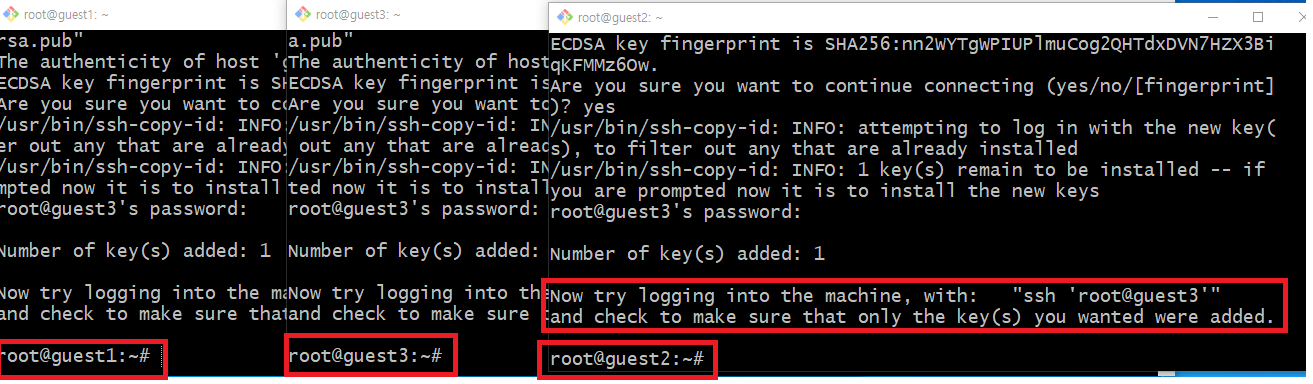 root@guest1: ~
rsa.pub"
The authenticity of host
ECDSA key fingerprint is
Are you sure you want to
/usr/bin/ssh-copy-id: INFO:
er out any that are already
/usr/bin/ssh-copy-id: INFO:
mpted now it is to install
root@guest3's password:
Number of key(s) added: 1
Now try logging into the
and check to make sure that
root@guest1:~#
root@guest3: ~
a.pub"
The authenticity of host
ECDSA key fingerprint is
Are you sure you want to
/usr/bin/ssh-copy-id:
out any that are
/usr/bin/ssh-copy-id:
ted now it is to install
root@guest3's password:
Number of key(s) added:
Now try logging into the
and check to make sure
root@guest3:~#
root@guest2: ~
ECDSA key fingerprint is SHA256:nn2WYTgWPIUPlmuCog2QHTdxDVN7HZX3Bi
qKFMMz6Ow.
Are you sure you want to continue connecting (yes/no/[fingerprint]
)? yes
/usr/bin/ssh-copy-id: INFO: attempting to log in with the new key(
s), to filter out any that are already installed
/usr/bin/ssh-copy-id: INFO: 1 key(s) remain to be installed -- if
you are prompted now it is to install the new keys
root@guest3's password:
Number of key(s) added: 1
Now try logging into the machine, with:   "ssh 'root@guest3'"
and check to make sure that only the key(s) you wanted were added.
root@guest2:~#